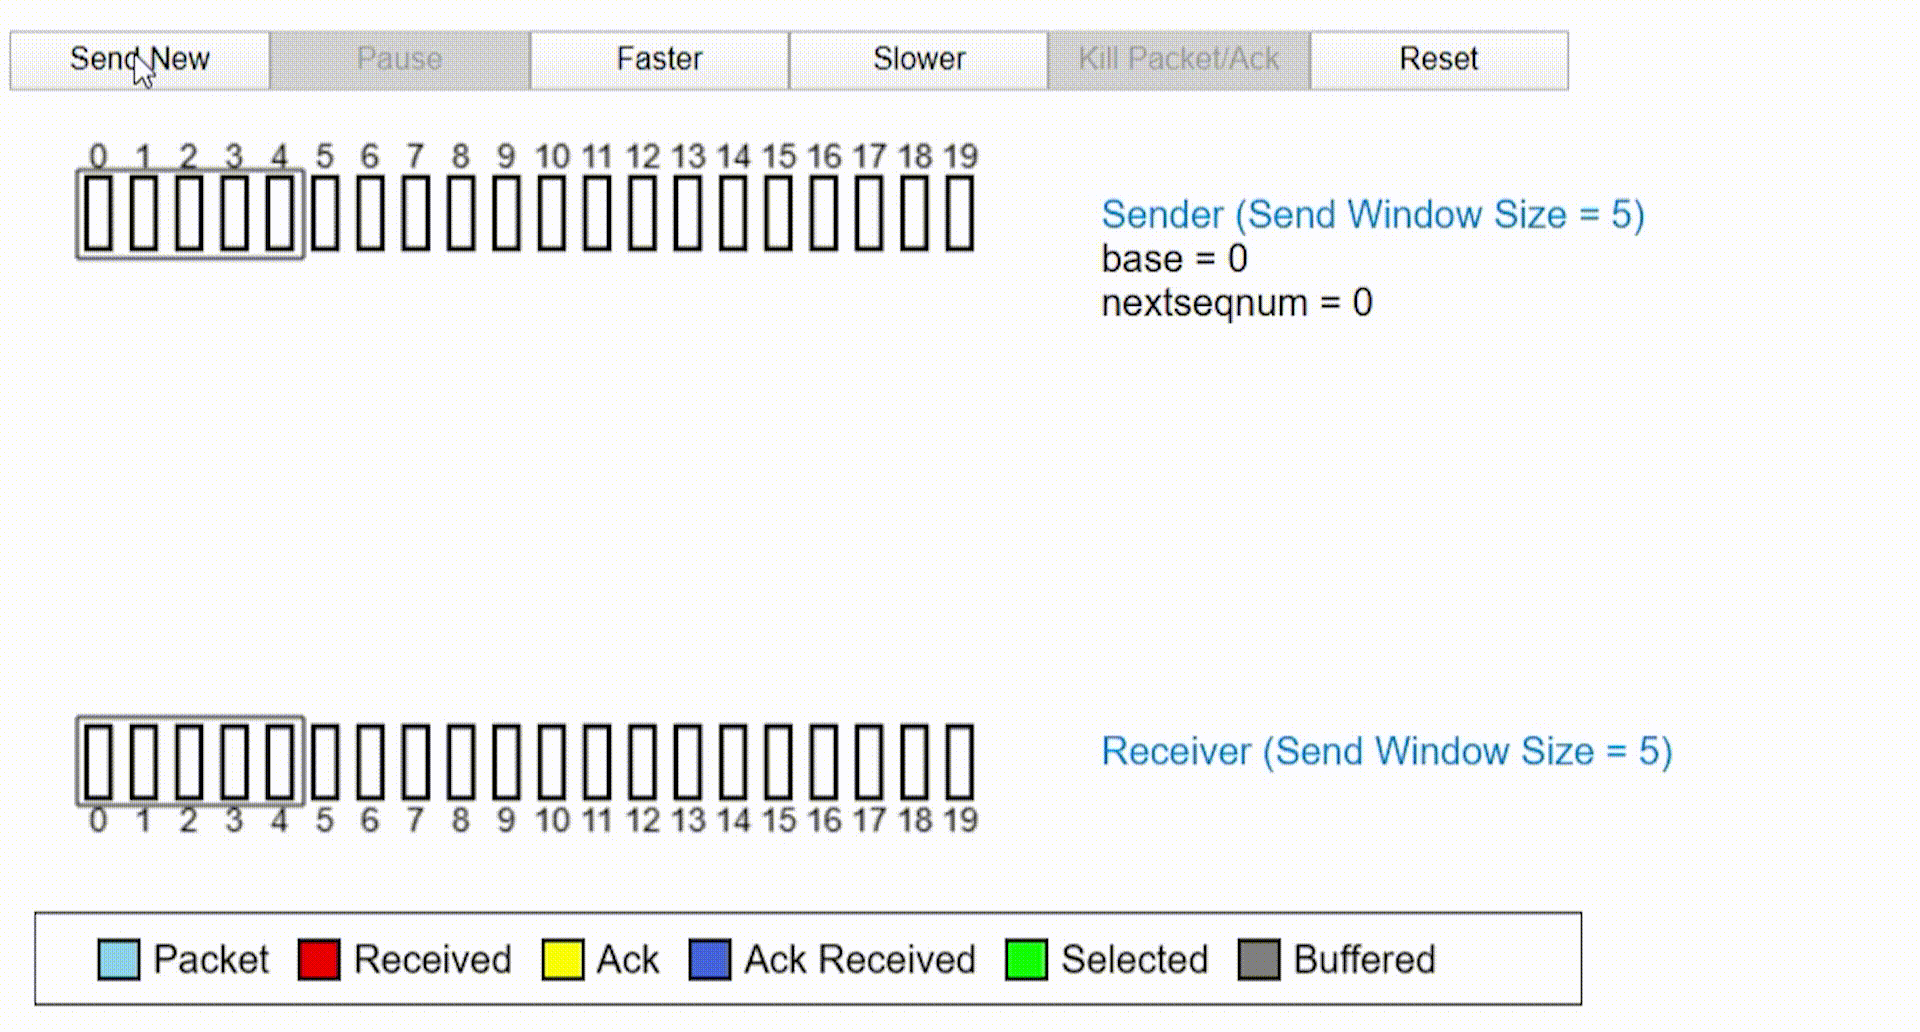 Send New Pause Faster Slower Kill Packet/Ack Reset
0 1 2 3 4 5 6 7 8 9 10 11 12 13 14 15 16 17 18 19
Sender (Send Window Size = 5)
base = 0
nextseqnum = 0
Receiver (Send Window Size = 5)
0 1 2 3 4 5 6 7 8 9 10 11 12 13 14 15 16 17 18 19
Packet Received Ack Ack Received Selected Buffered